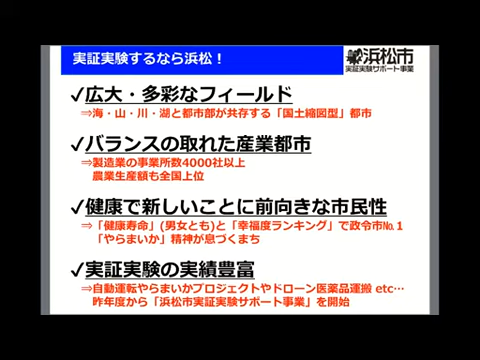 実証実験するなら浜松！
浜松市
実証実験サポート事業
✓広大・多彩なフィールド
⇒海・山・川・湖と都市部が共存する「国土縮図型」都市
✓バランスの取れた産業都市
⇒製造業の事業所数4000社以上
農業生産額も全国上位
✓健康で新しいことに前向きな市民性
⇒「健康寿命」(男女とも)と「幸福度ランキング」で政令市№1
「やらまいか」精神が息づくまち
✓実証実験の実績豊富
⇒自動運転やらまいかプロジェクトやドローン医薬品運搬 etc…
昨年度から「浜松市実証実験サポート事業」を開始